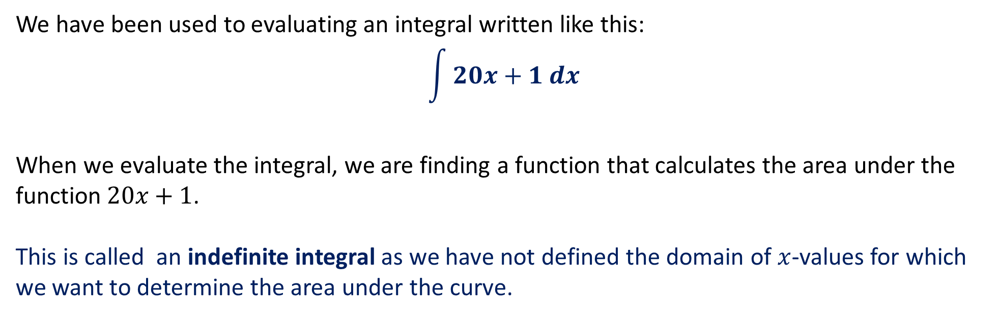 We have been used to evaluating an integral written like this:
∫ 20x + 1 dx
When we evaluate the integral, we are finding a function that calculates the area under the
function 20x + 1.
This is called  an indefinite integral as we have not defined the domain of x-values for which
we want to determine the area under the curve.